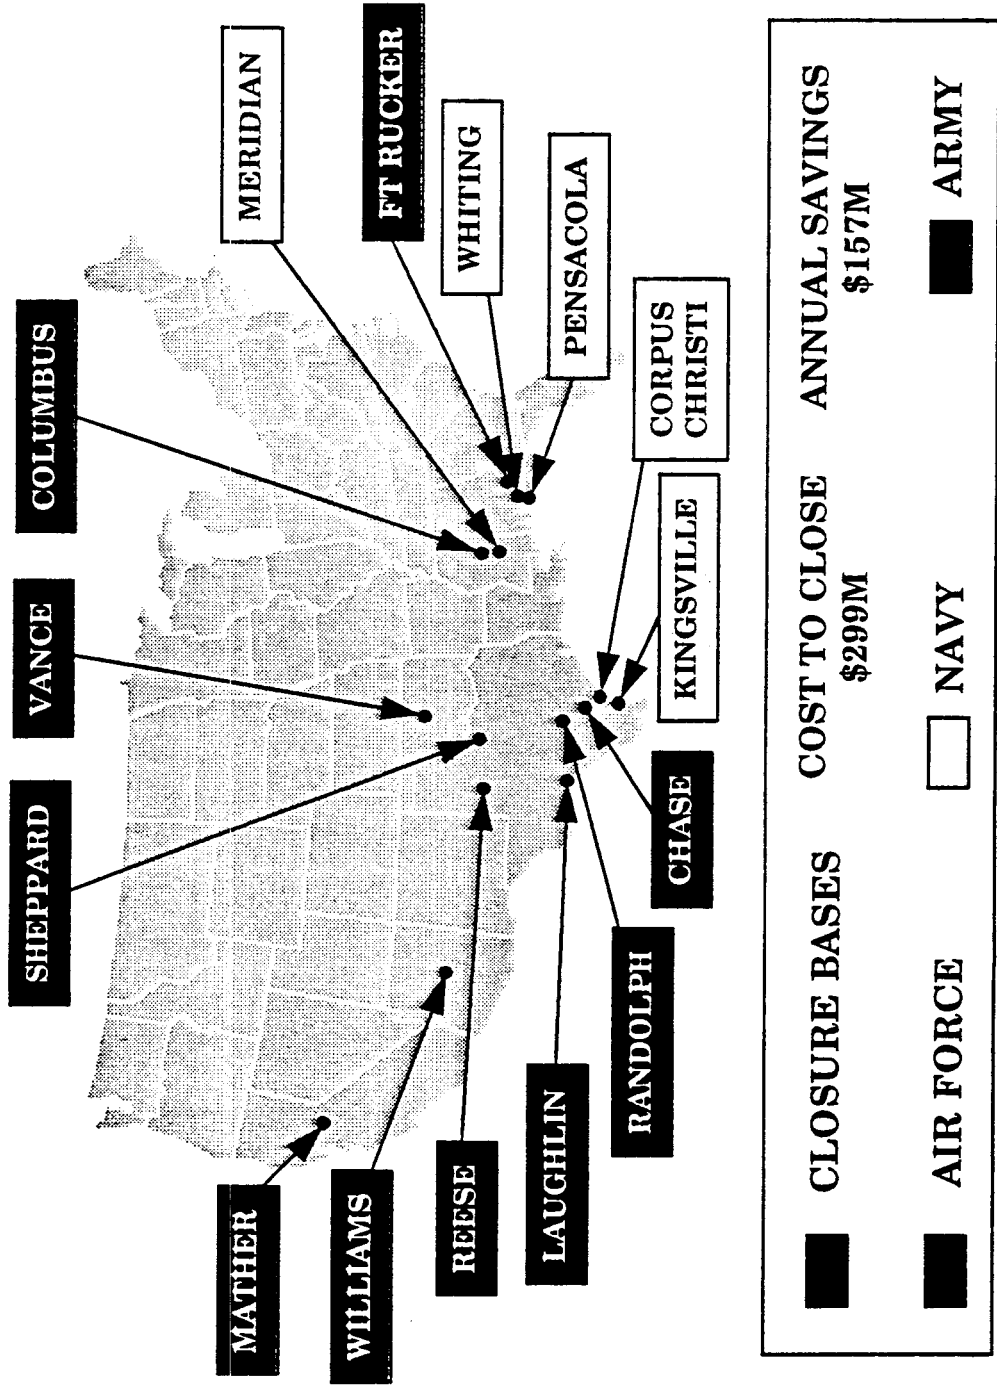 SHEPPARD
VANCE
COLUMBUS
MERIDIAN
MATHER
FT RUCKER
WILLIAMS
WHITING
REESE
PENSACOLA
LAUGHLIN
CORPUS
CHRISTI
RANDOLPH
CHASE
KINGSVILLE
CLOSURE BASES
COST TO CLOSE
$299M
ANNUAL SAVINGS
$157M
AIR FORCE
NAVY
ARMY